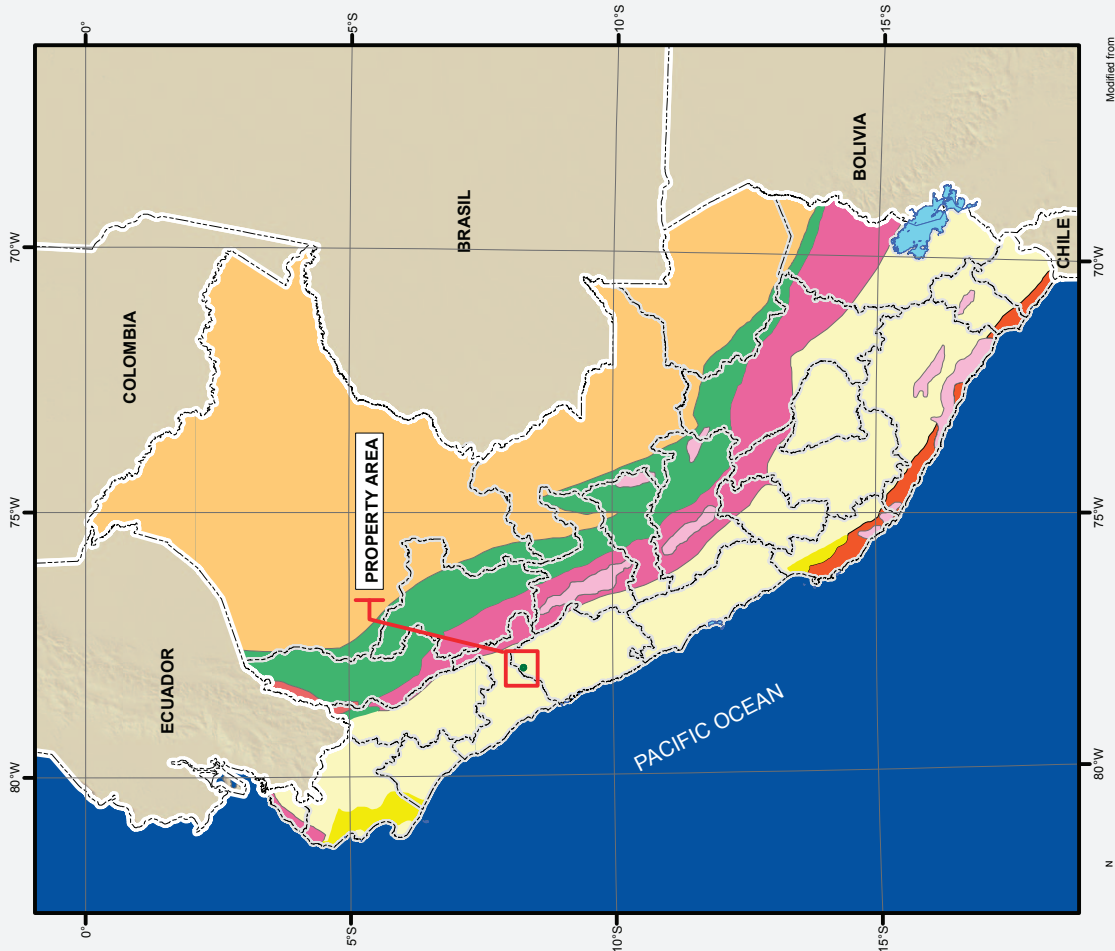 80°W
75°W
70°W
0°
0°
COLOMBIA
ECUADOR
5°S
5°S
PROPERTY AREA
BRASIL
10°S
10°S
PACIFIC OCEAN
BOLIVIA
15°S
15°S
CHILE
80°W
75°W
70°W
N
Modified from